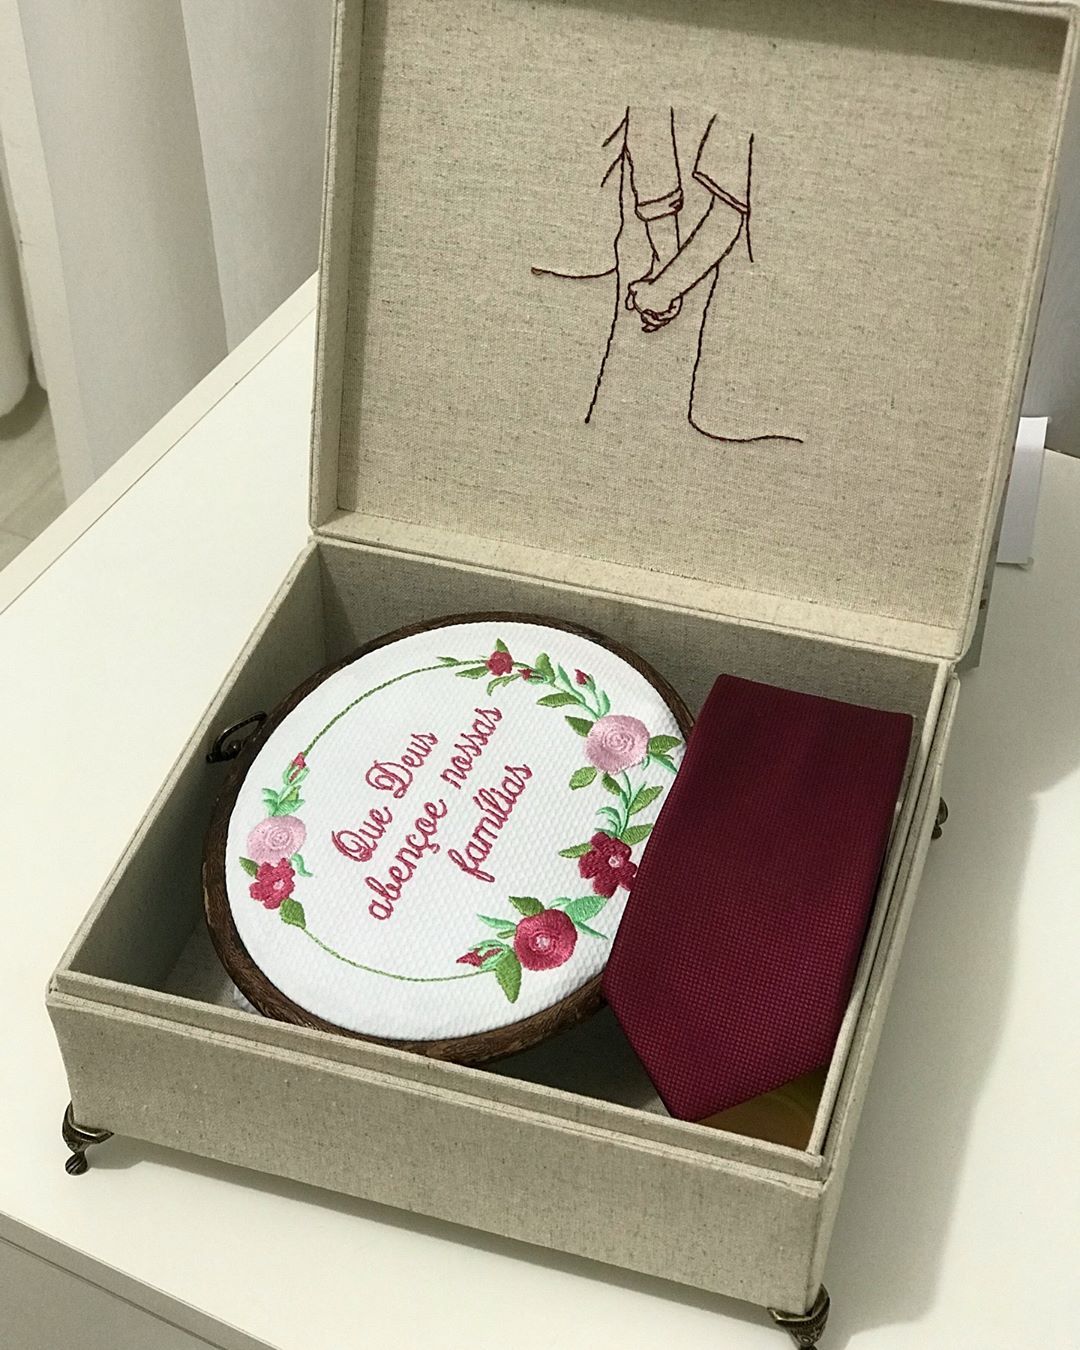 Que Deus
abençoe nossas
famílias